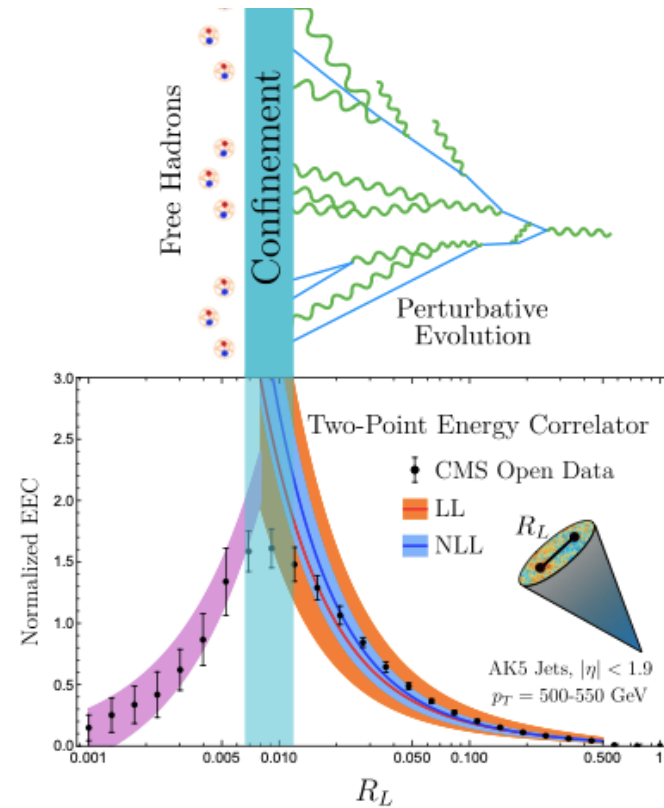 Free Hadrons
Confinement
Perturbative
Evolution
3.0
2.5
2.0
1.5
1.0
0.5
0.0
Normalized EEC
Two-Point Energy Correlator
CMS Open Data
LL
NLL
R_L
AK5 Jets, |η| < 1.9
p_T = 500-550 GeV
0.001 0.005 0.010 0.050 0.100 0.500 1
R_L